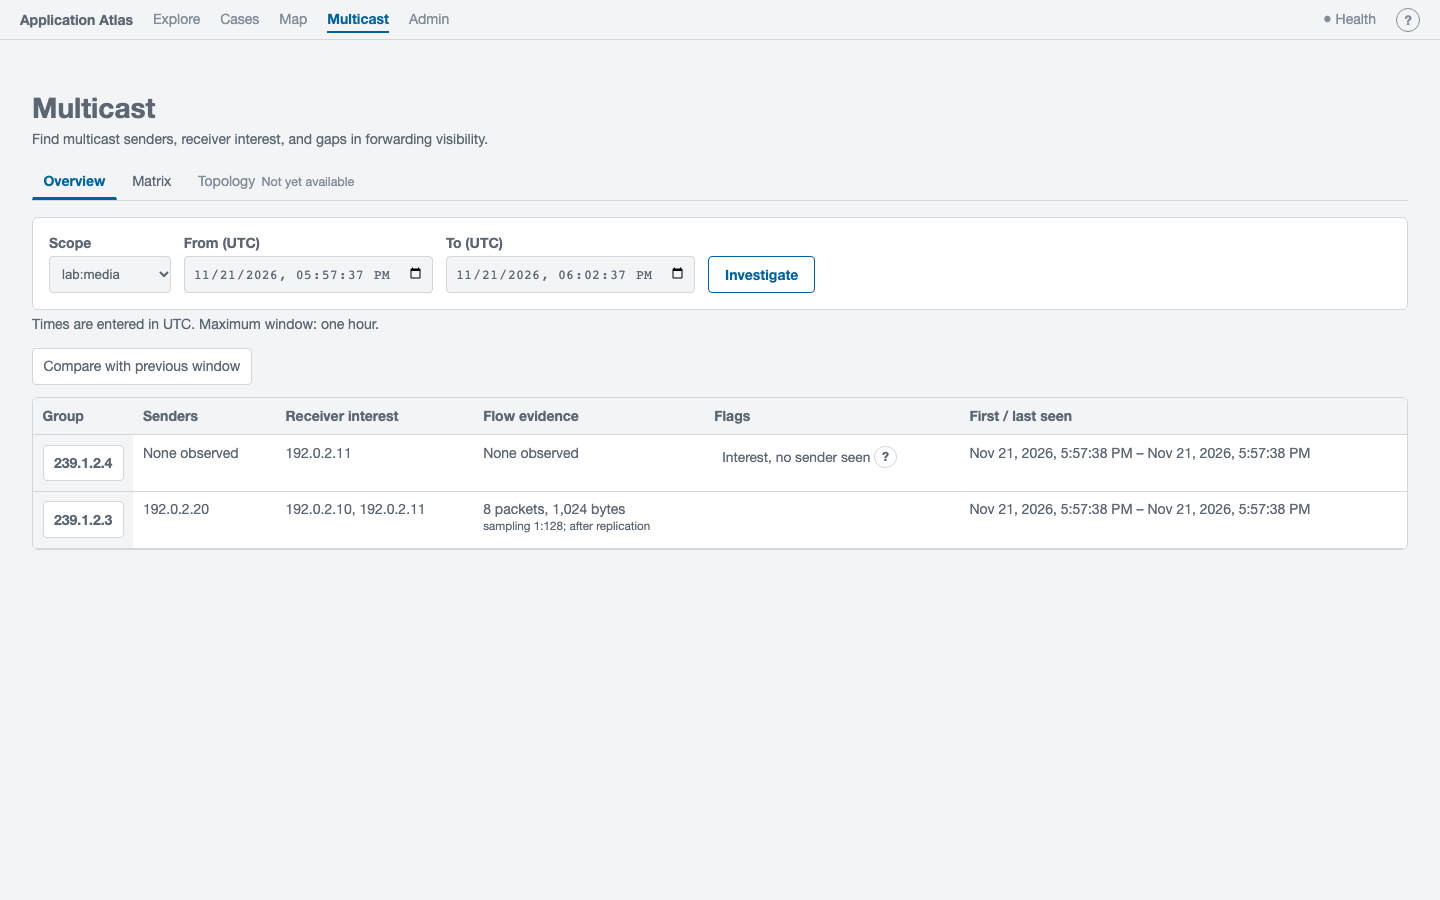 Application Atlas Explore Cases Map Multicast Admin Health ?
Multicast
Find multicast senders, receiver interest, and gaps in forwarding visibility.
Overview Matrix Topology Not yet available
Scope From (UTC) To (UTC)
lab:media 11/21/2026, 05:57:37 PM 11/21/2026, 06:02:37 PM Investigate
Times are entered in UTC. Maximum window: one hour.
Compare with previous window
Group Senders Receiver interest Flow evidence Flags First / last seen
239.1.2.4 None observed 192.0.2.11 None observed Interest, no sender seen ? Nov 21, 2026, 5:57:38 PM – Nov 21, 2026, 5:57:38 PM
239.1.2.3 192.0.2.20 192.0.2.10, 192.0.2.11 8 packets, 1,024 bytes Nov 21, 2026, 5:57:38 PM – Nov 21, 2026, 5:57:38 PM
sampling 1:128; after replication